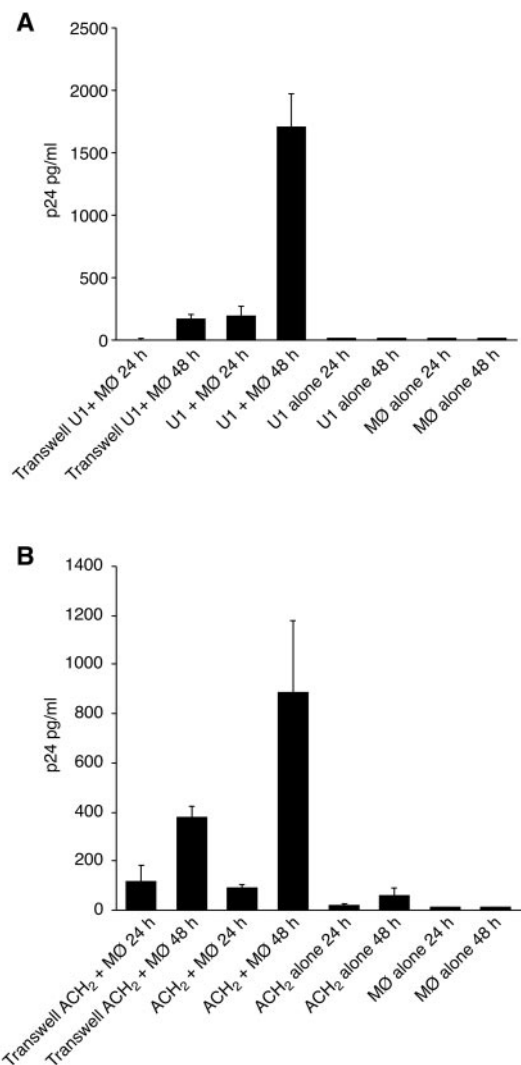 A
2500
2000
1500
1000
500
0
p24 pg/ml
Transwell U1+ MØ 24 h
Transwell U1+ MØ 48 h
U1 + MØ 24 h
U1 + MØ 48 h
U1 alone 24 h
U1 alone 48 h
MØ alone 24 h
MØ alone 48 h
B
1400
1200
1000
800
600
400
200
0
p24 pg/ml
Transwell ACH₂ + MØ 24 h
Transwell ACH₂ + MØ 48 h
ACH₂ + MØ 24 h
ACH₂ + MØ 48 h
ACH₂ alone 24 h
ACH₂ alone 48 h
MØ alone 24 h
MØ alone 48 h